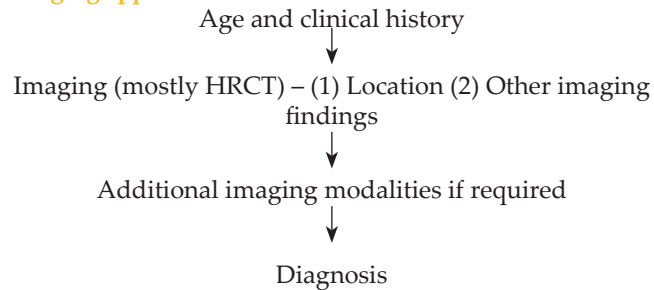 Age and clinical history
Imaging (mostly HRCT) – (1) Location (2) Other imaging
findings
Additional imaging modalities if required
Diagnosis